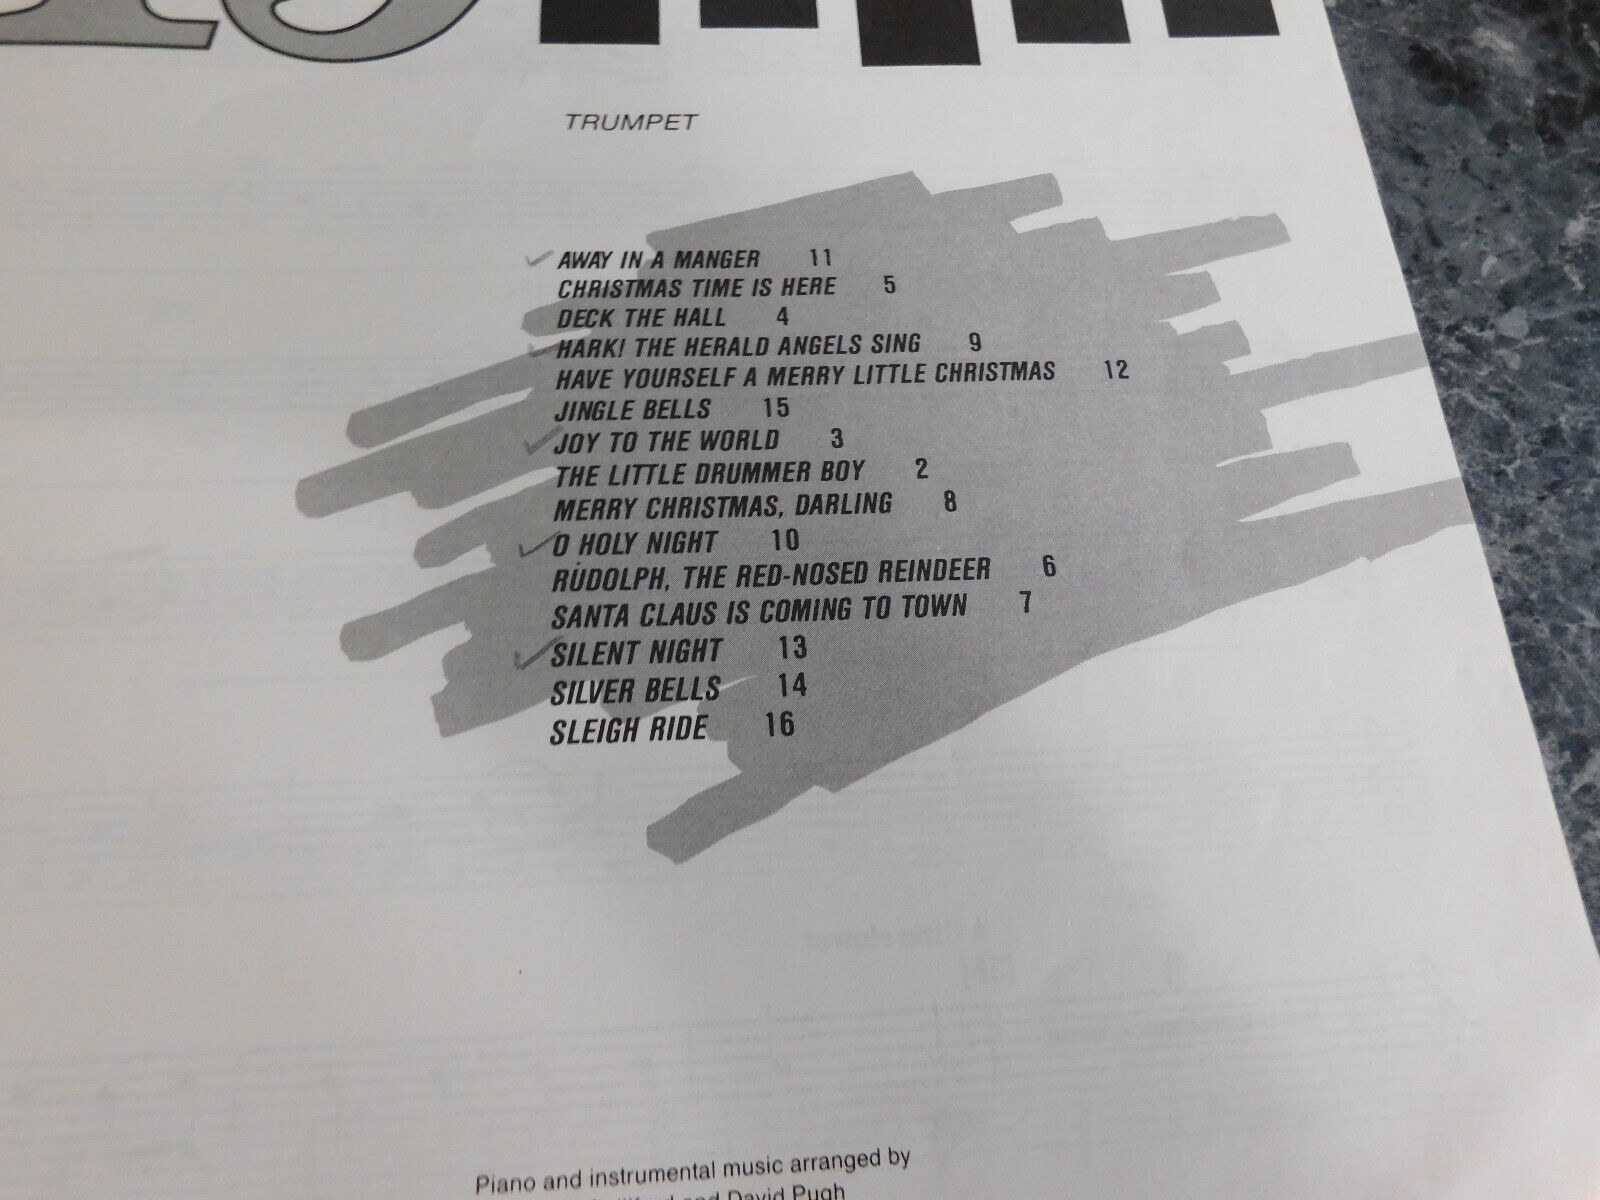 TRUMPET
AWAY IN A MANGER 11
CHRISTMAS TIME IS HERE 5
DECK THE HALL 4
HARK! THE HERALD ANGELS SING 9
HAVE YOURSELF A MERRY LITTLE CHRISTMAS 12
JINGLE BELLS 15
JOY TO THE WORLD 3
THE LITTLE DRUMMER BOY 2
MERRY CHRISTMAS, DARLING 8
O HOLY NIGHT 10
RUDOLPH, THE RED-NOSED REINDEER 6
SANTA CLAUS IS COMING TO TOWN 7
SILENT NIGHT 13
SILVER BELLS 14
SLEIGH RIDE 16
Piano and instrumental music arranged by
and David Pugh